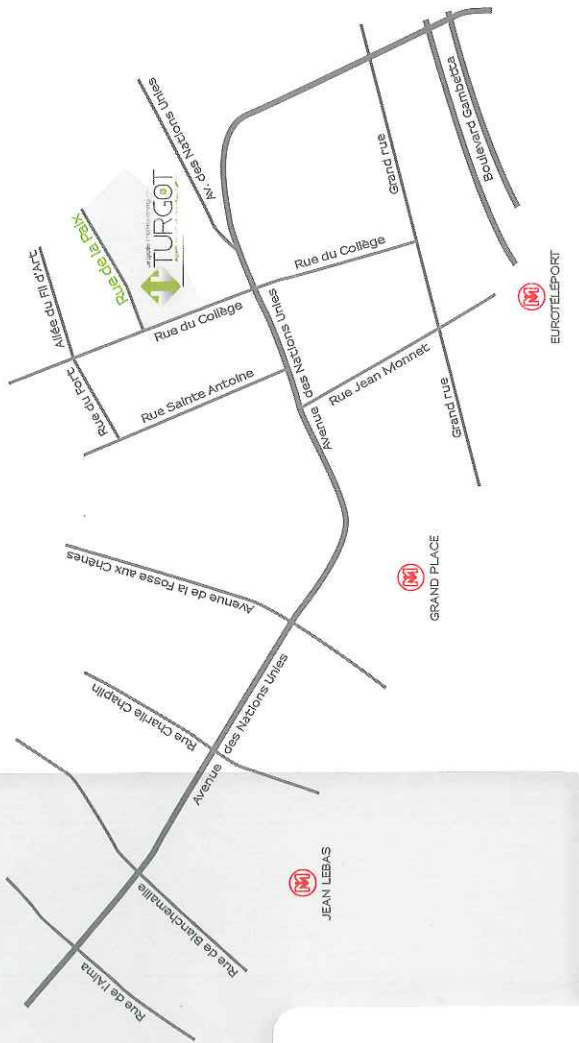 Rue de l'Alma
Rue de Blanchemaille
Rue Charlie Chaplin
Avenue des Nations Unies
JEAN LEBAS
Avenue de la Fosse aux Chênes
GRAND PLACE
Rue du Fort
Allée du Fil d'Art
Rue Sainte Antoine
Rue du Collège
Rue de la Paix
TURGOT
Av. des Nations Unies
Avenue des Nations Unies
Rue du Collège
Rue Jean Monnet
Grand rue
Grand rue
Boulevard Gambetta
EUROTÉLÉPORT